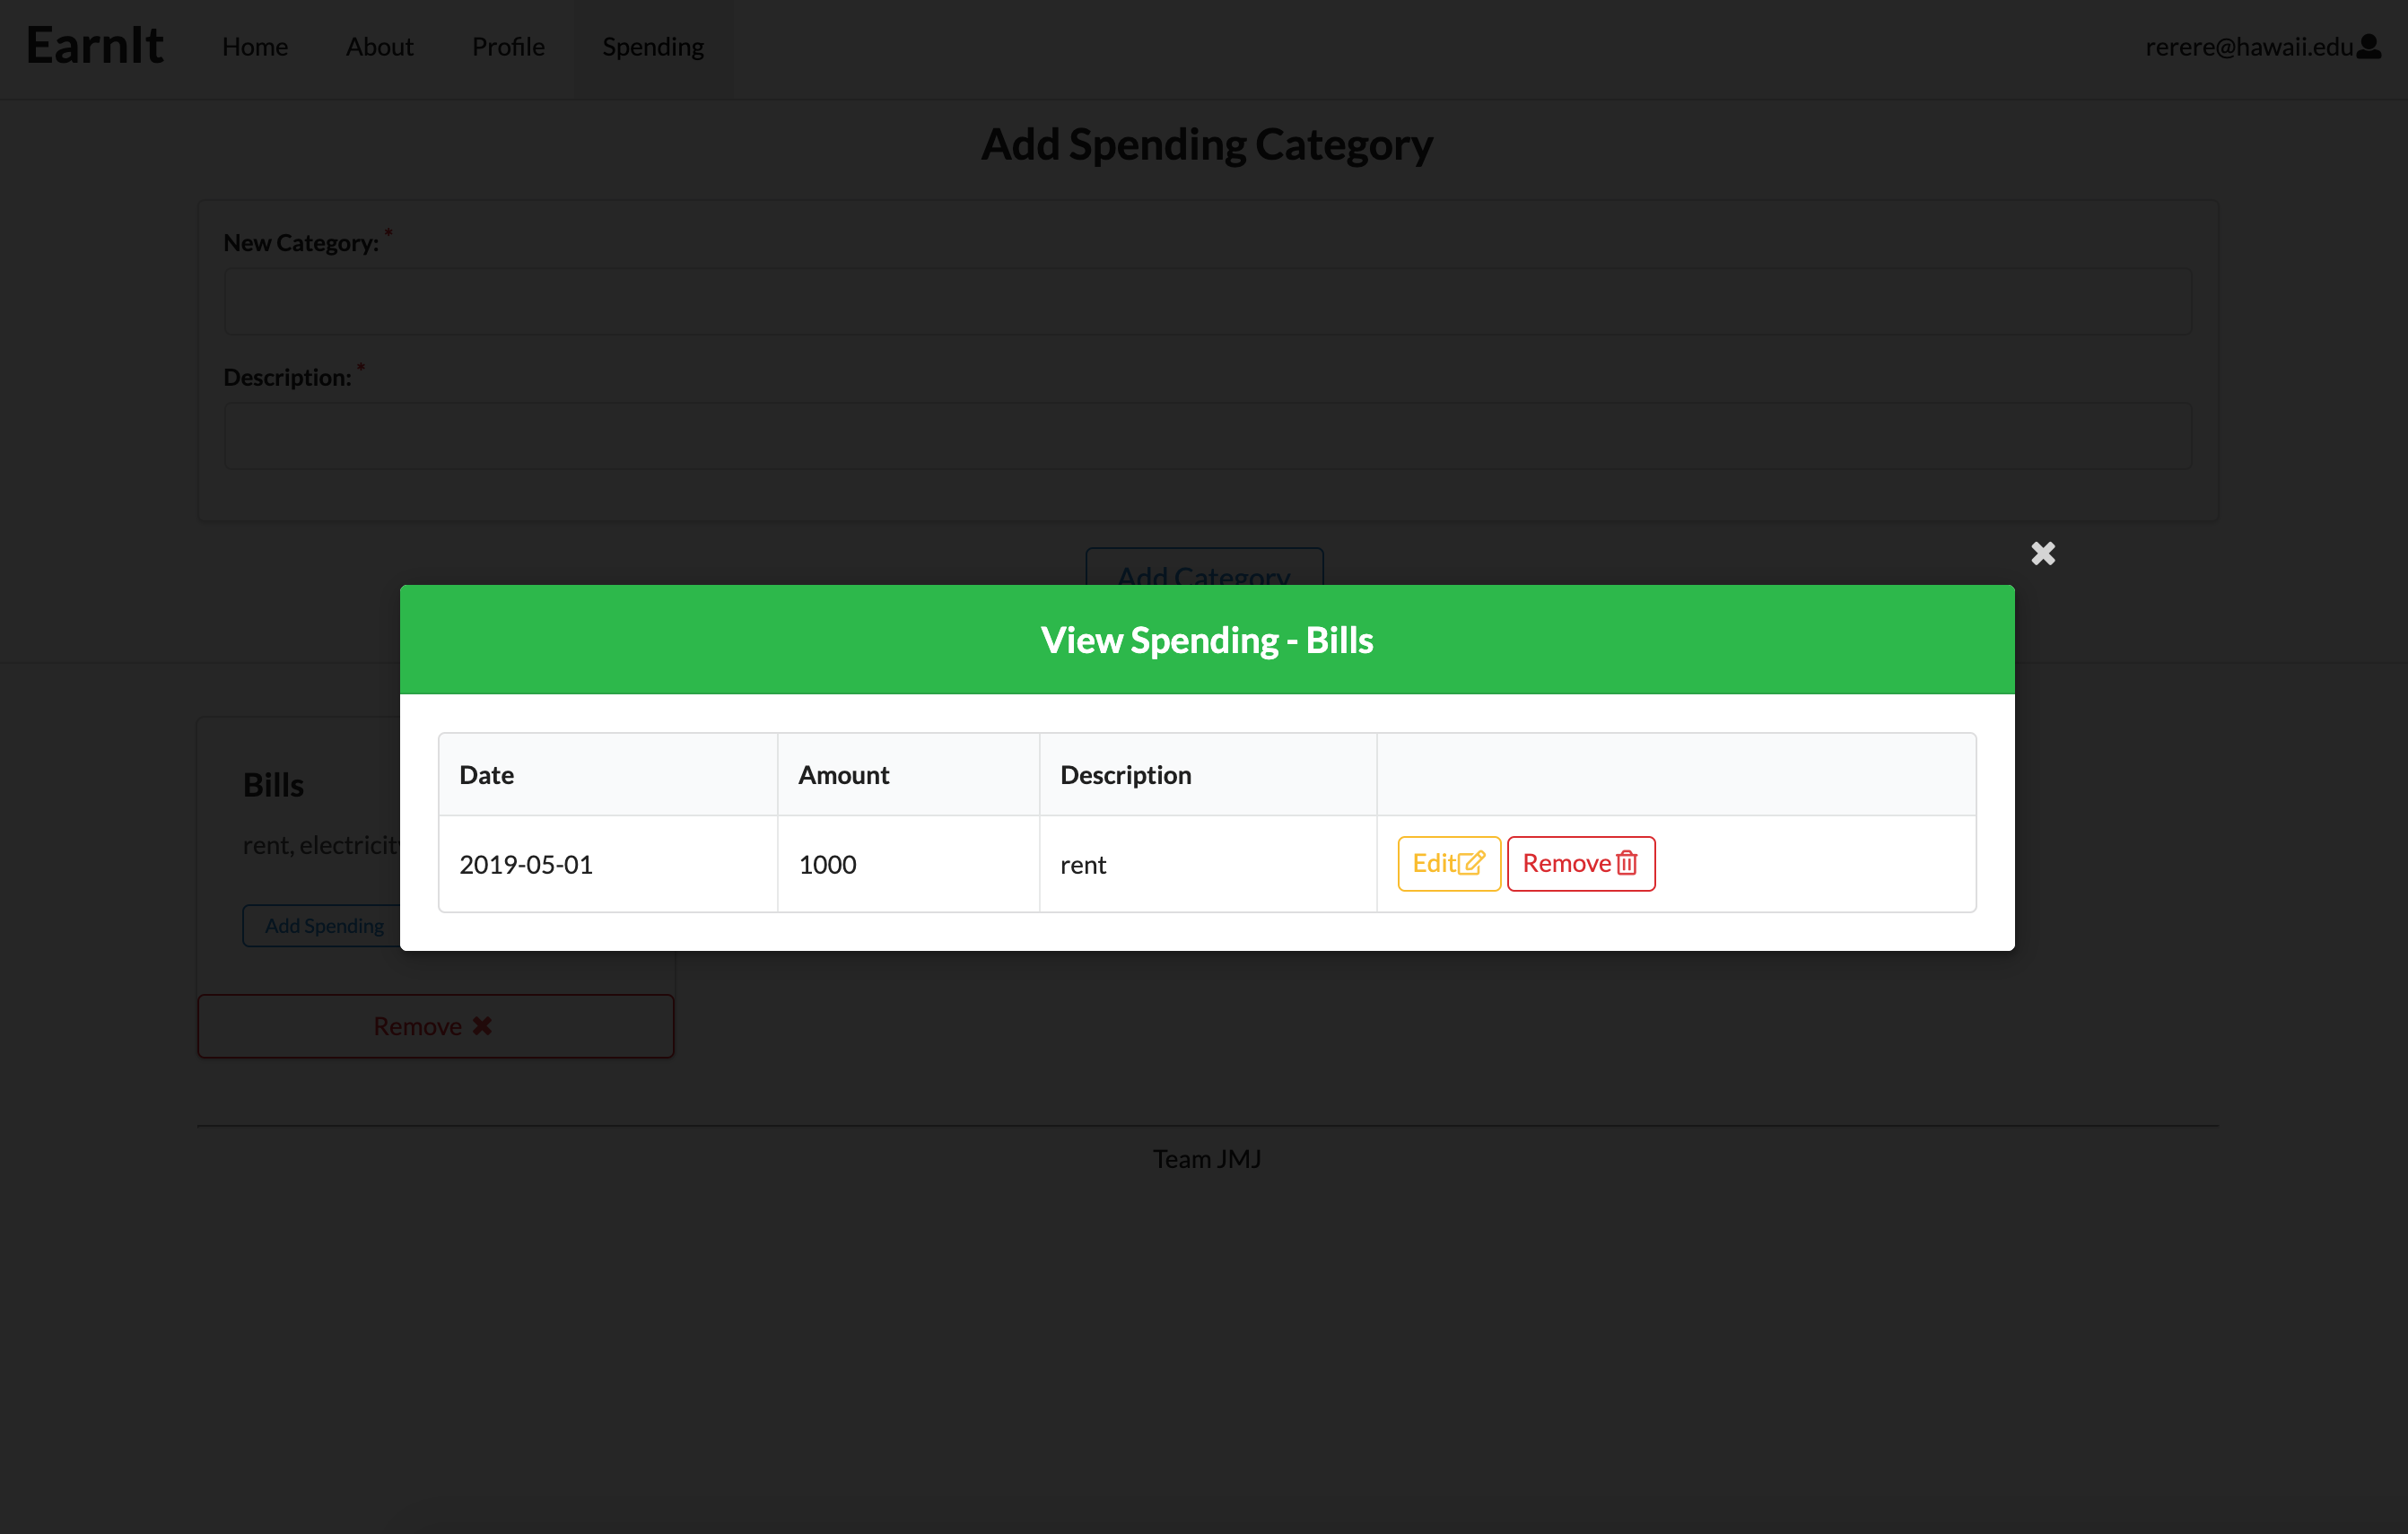 EarnIt Home About Profile Spending rerere@hawaii.edu
Add Spending Category
New Category: *
Description: *
Add Category
View Spending - Bills
Date Amount Description
2019-05-01 1000 rent Edit Remove
Bills
rent, electricit
Add Spending
Remove
Team JMJ